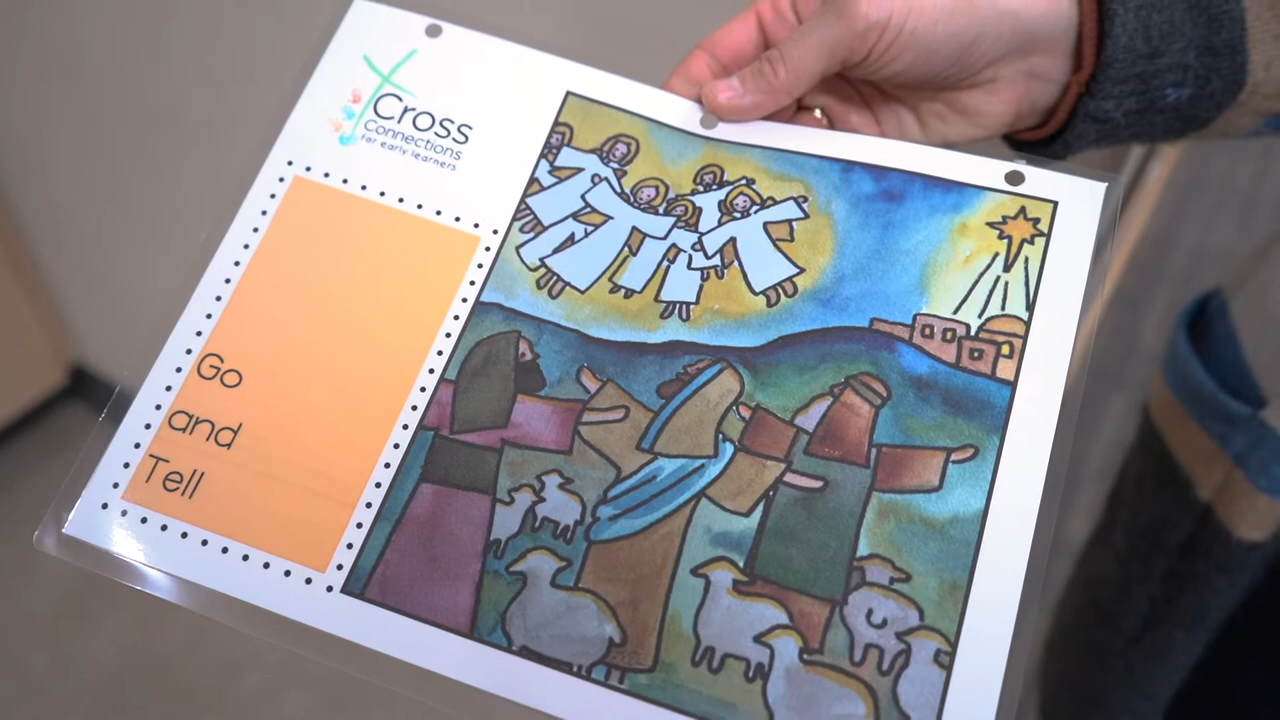 Cross
Connections
for early learners
Go
and
Tell